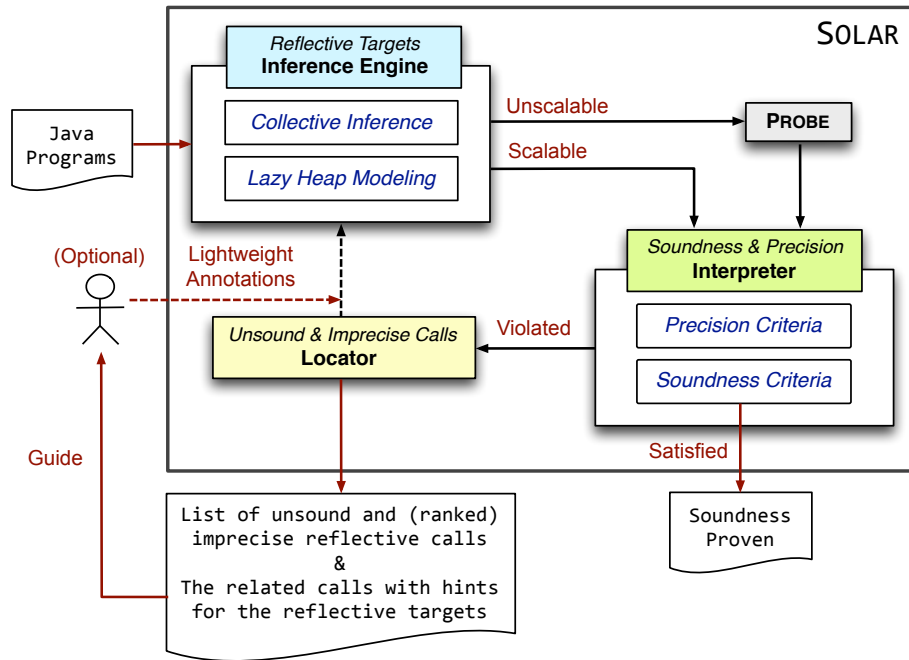 SOLAR
Reflective Targets
Inference Engine
Collective Inference
Lazy Heap Modeling
Java
Programs
Unscalable
Scalable
PROBE
Soundness & Precision
Interpreter
Precision Criteria
Soundness Criteria
(Optional)
Lightweight
Annotations
Unsound & Imprecise Calls
Locator
Violated
Guide
Satisfied
List of unsound and (ranked)
imprecise reflective calls
&
The related calls with hints
for the reflective targets
Soundness
Proven